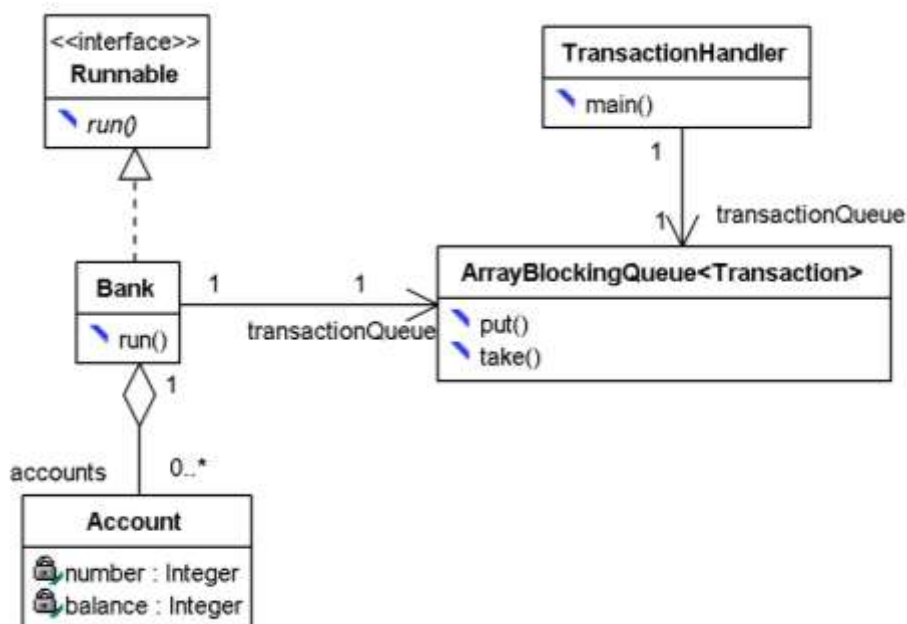 <<interface>>
Runnable
run()
TransactionHandler
main()
1
1
transactionQueue
Bank
run()
1
1
transactionQueue
ArrayBlockingQueue<Transaction>
put()
take()
1
accounts
0..*
Account
number : Integer
balance : Integer